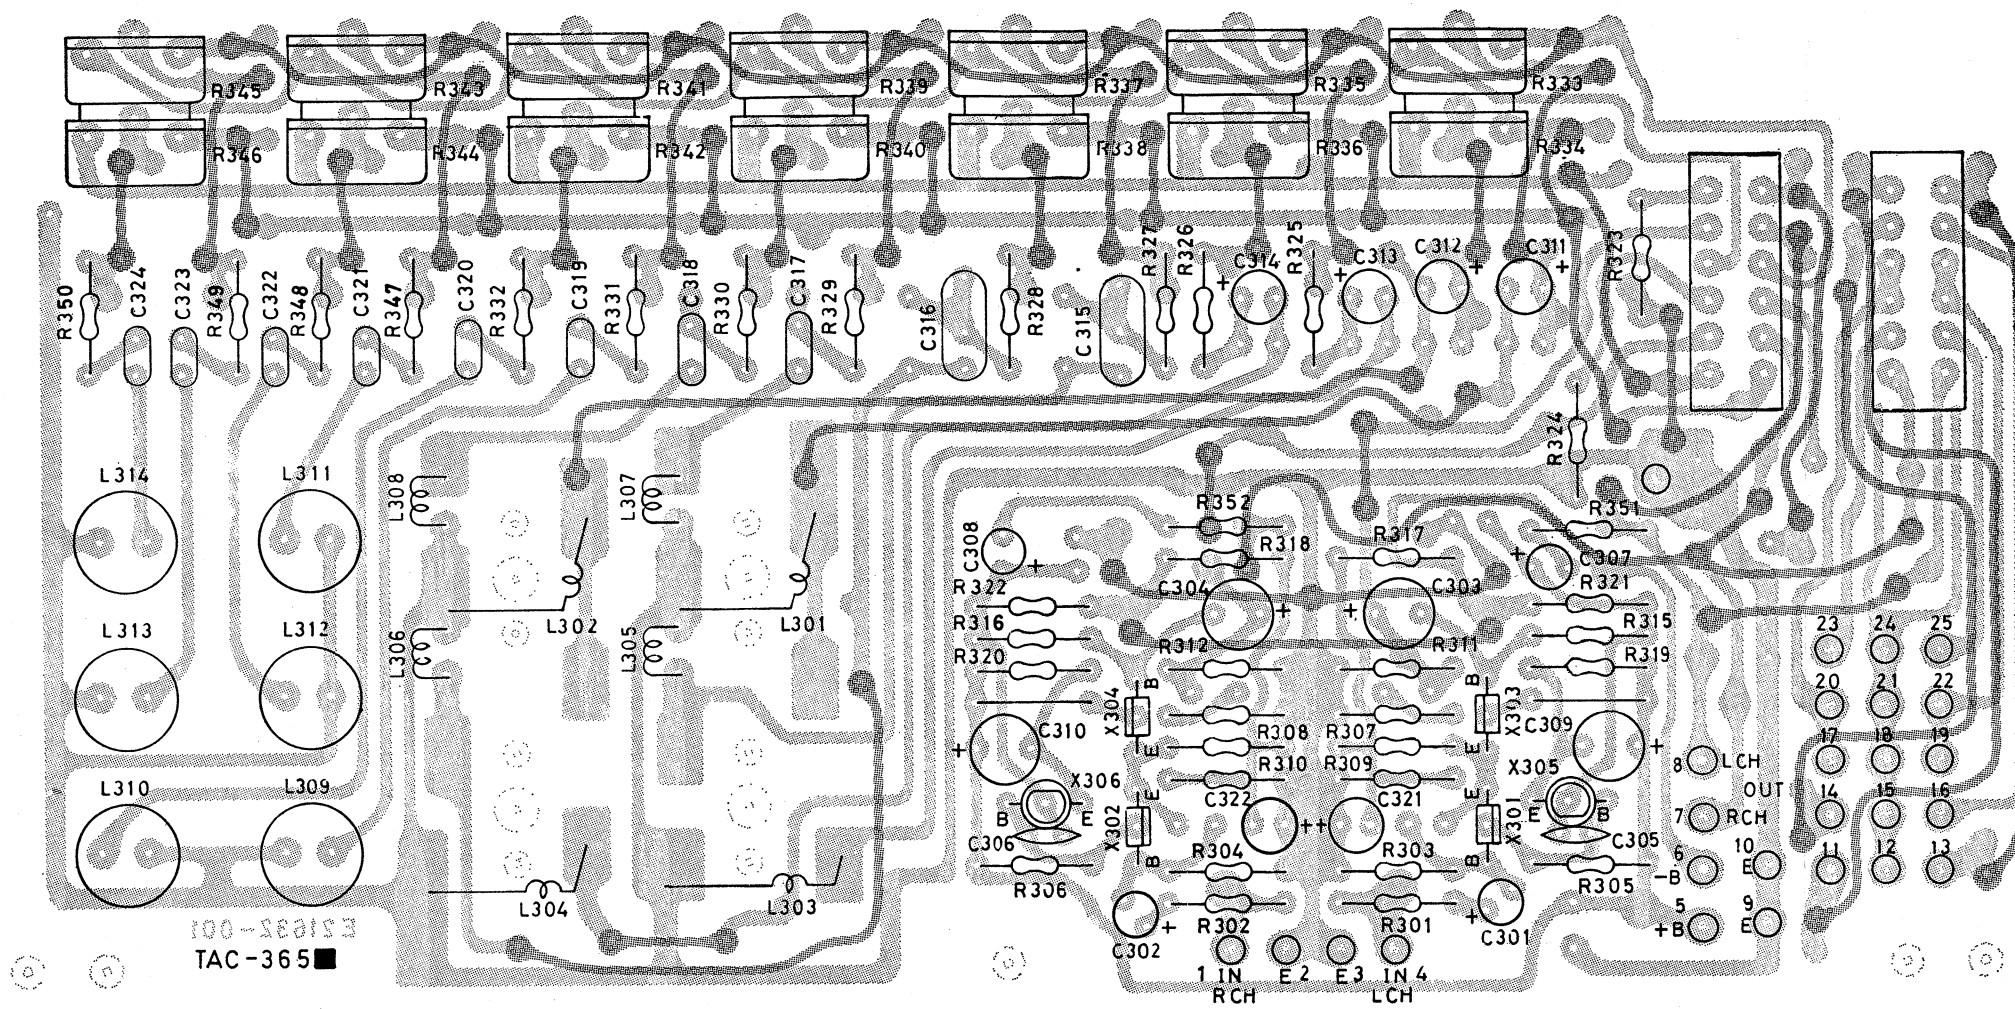 R345 R343 R341 R339 R337 R335 R333
R346 R344 R342 R340 R338 R336 R334
R350 C324 C323 R349 C322 R348 C321 R347 C320 R332 C319 R331 C318 R330 C317 R329 C316 R328 C315 R327 R326 C314 + R325 C313 + C312 + C311 + R323
R324
L314 L311 L308 L307
R352 R351
C308 + R318 R317 + C307
R322 C304 + + C303 R321
L302 L301
R316 R315
L313 L312 L306 L305
R320 R312 R311 R319
23 24 25
20 21 22
X304 B E X303 B E
C310 + R308 R307 C309 +
17 18 19
R310 R309
8 LCH
OUT
L310 L309
X306 B E X305 E B
C322 C321
14 15 16
7 RCH
X302 E B ++ X301 E B
C306 R304 R303 C305
6 -B 10 E
11 12 13
R306 R305
L304 L303
5 +B 9 E
C302 + R302 R301 + C301
E21632-001
TAC-365■
1 IN E2 E3 IN 4
RCH LCH